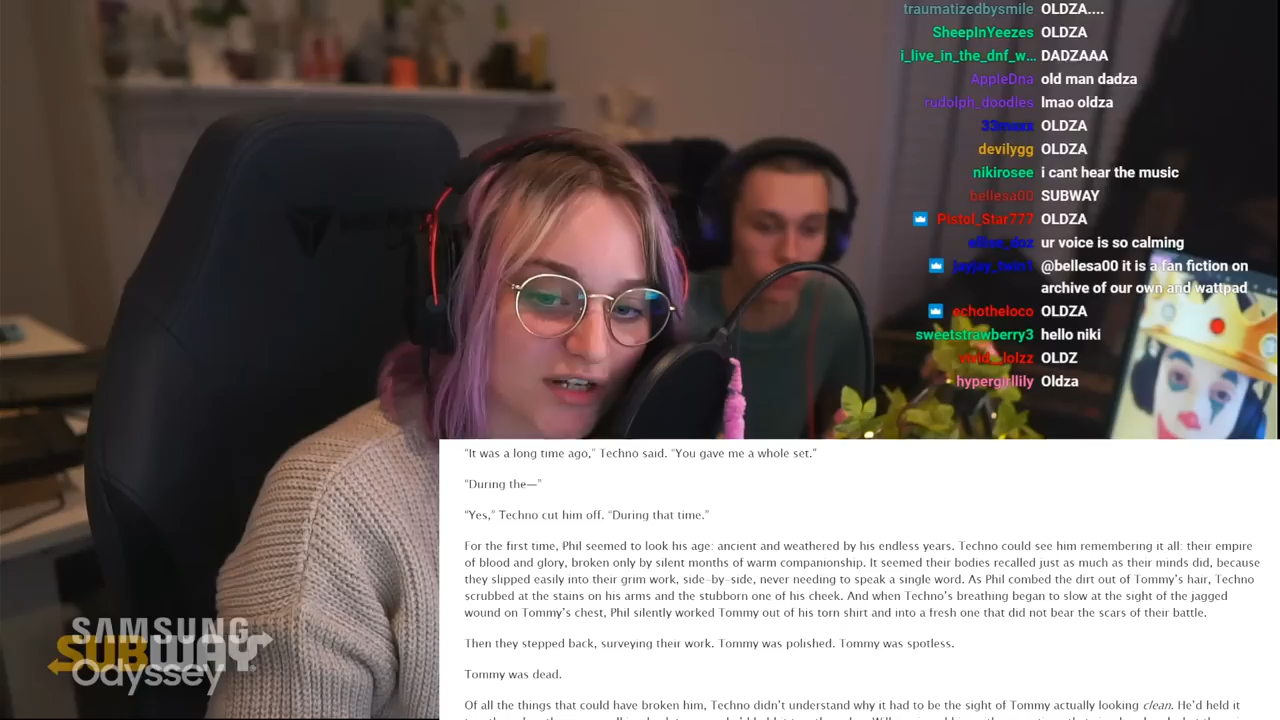 traumatizedbysmile OLDZA....
SheepInYeezes OLDZA
i_live_in_the_dnf_w... DADZAAA
AppleDna old man dadza
rudolph_doodles lmao oldza
OLDZA
devilygg OLDZA
nikirosee i cant hear the music
bellesa00 SUBWAY
Pistol_Star777 OLDZA
ur voice is so calming
jayjay_twin1 @bellesa00 it is a fan fiction on
archive of our own and wattpad
echotheloco OLDZA
sweetstrawberry3 hello niki
OLDZ
hypergirllily Oldza
"It was a long time ago," Techno said. "You gave me a whole set."
"During the—"
"Yes," Techno cut him off. "During that time."
For the first time, Phil seemed to look his age: ancient and weathered by his endless years. Techno could see him remembering it all: their empire
of blood and glory, broken only by silent months of warm companionship. It seemed their bodies recalled just as much as their minds did, because
they slipped easily into their grim work, side-by-side, never needing to speak a single word. As Phil combed the dirt out of Tommy's hair, Techno
scrubbed at the stains on his arms and the stubborn one of his cheek. And when Techno's breathing began to slow at the sight of the jagged
wound on Tommy's chest, Phil silently worked Tommy out of his torn shirt and into a fresh one that did not bear the scars of their battle.
Then they stepped back, surveying their work. Tommy was polished. Tommy was spotless.
Tommy was dead.
Of all the things that could have broken him, Techno didn't understand why it had to be the sight of Tommy actually looking clean. He'd held it
SAMSUNG
SUBWAY
Odyssey